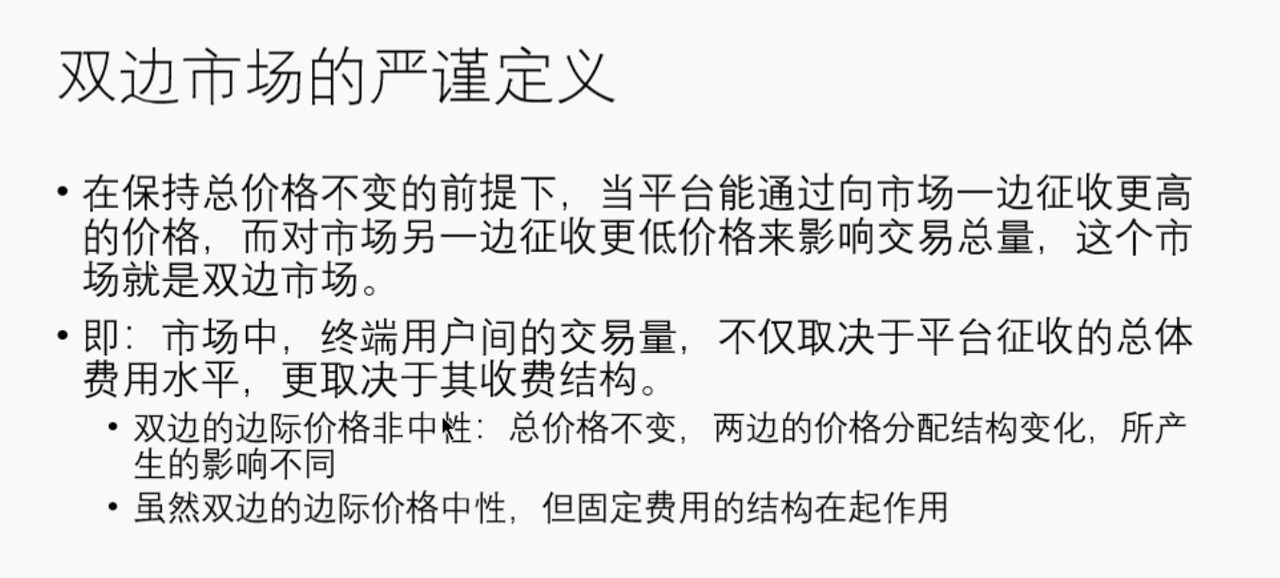 双边市场的严谨定义
• 在保持总价格不变的前提下，当平台能通过向市场一边征收更高
的价格，而对市场另一边征收更低价格来影响交易总量，这个市
场就是双边市场。
• 即：市场中，终端用户间的交易量，不仅取决于平台征收的总体
费用水平，更取决于其收费结构。
• 双边的边际价格非中性：总价格不变，两边的价格分配结构变化，所产
生的影响不同
• 虽然双边的边际价格中性，但固定费用的结构在起作用